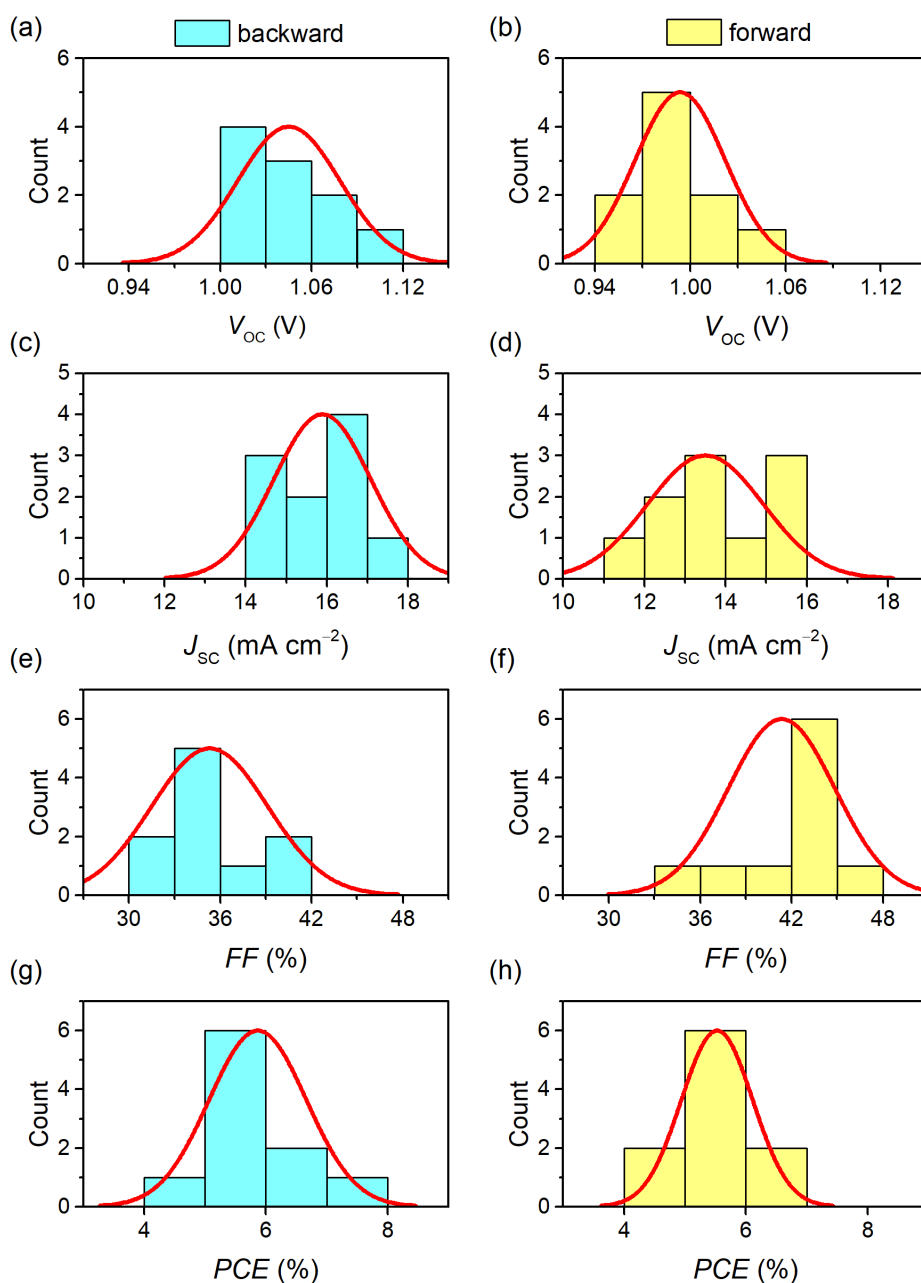 (a) backward
(b) forward
Count
6
4
2
0
0.94 1.00 1.06 1.12
V_OC (V)
Count
6
4
2
0
0.94 1.00 1.06 1.12
V_OC (V)
(c)
Count
5
4
3
2
1
0
10 12 14 16 18
J_SC (mA cm⁻²)
(d)
Count
5
4
3
2
1
0
10 12 14 16 18
J_SC (mA cm⁻²)
(e)
Count
6
4
2
0
30 36 42 48
FF (%)
(f)
Count
6
4
2
0
30 36 42 48
FF (%)
(g)
Count
6
4
2
0
4 6 8
PCE (%)
(h)
Count
6
4
2
0
4 6 8
PCE (%)